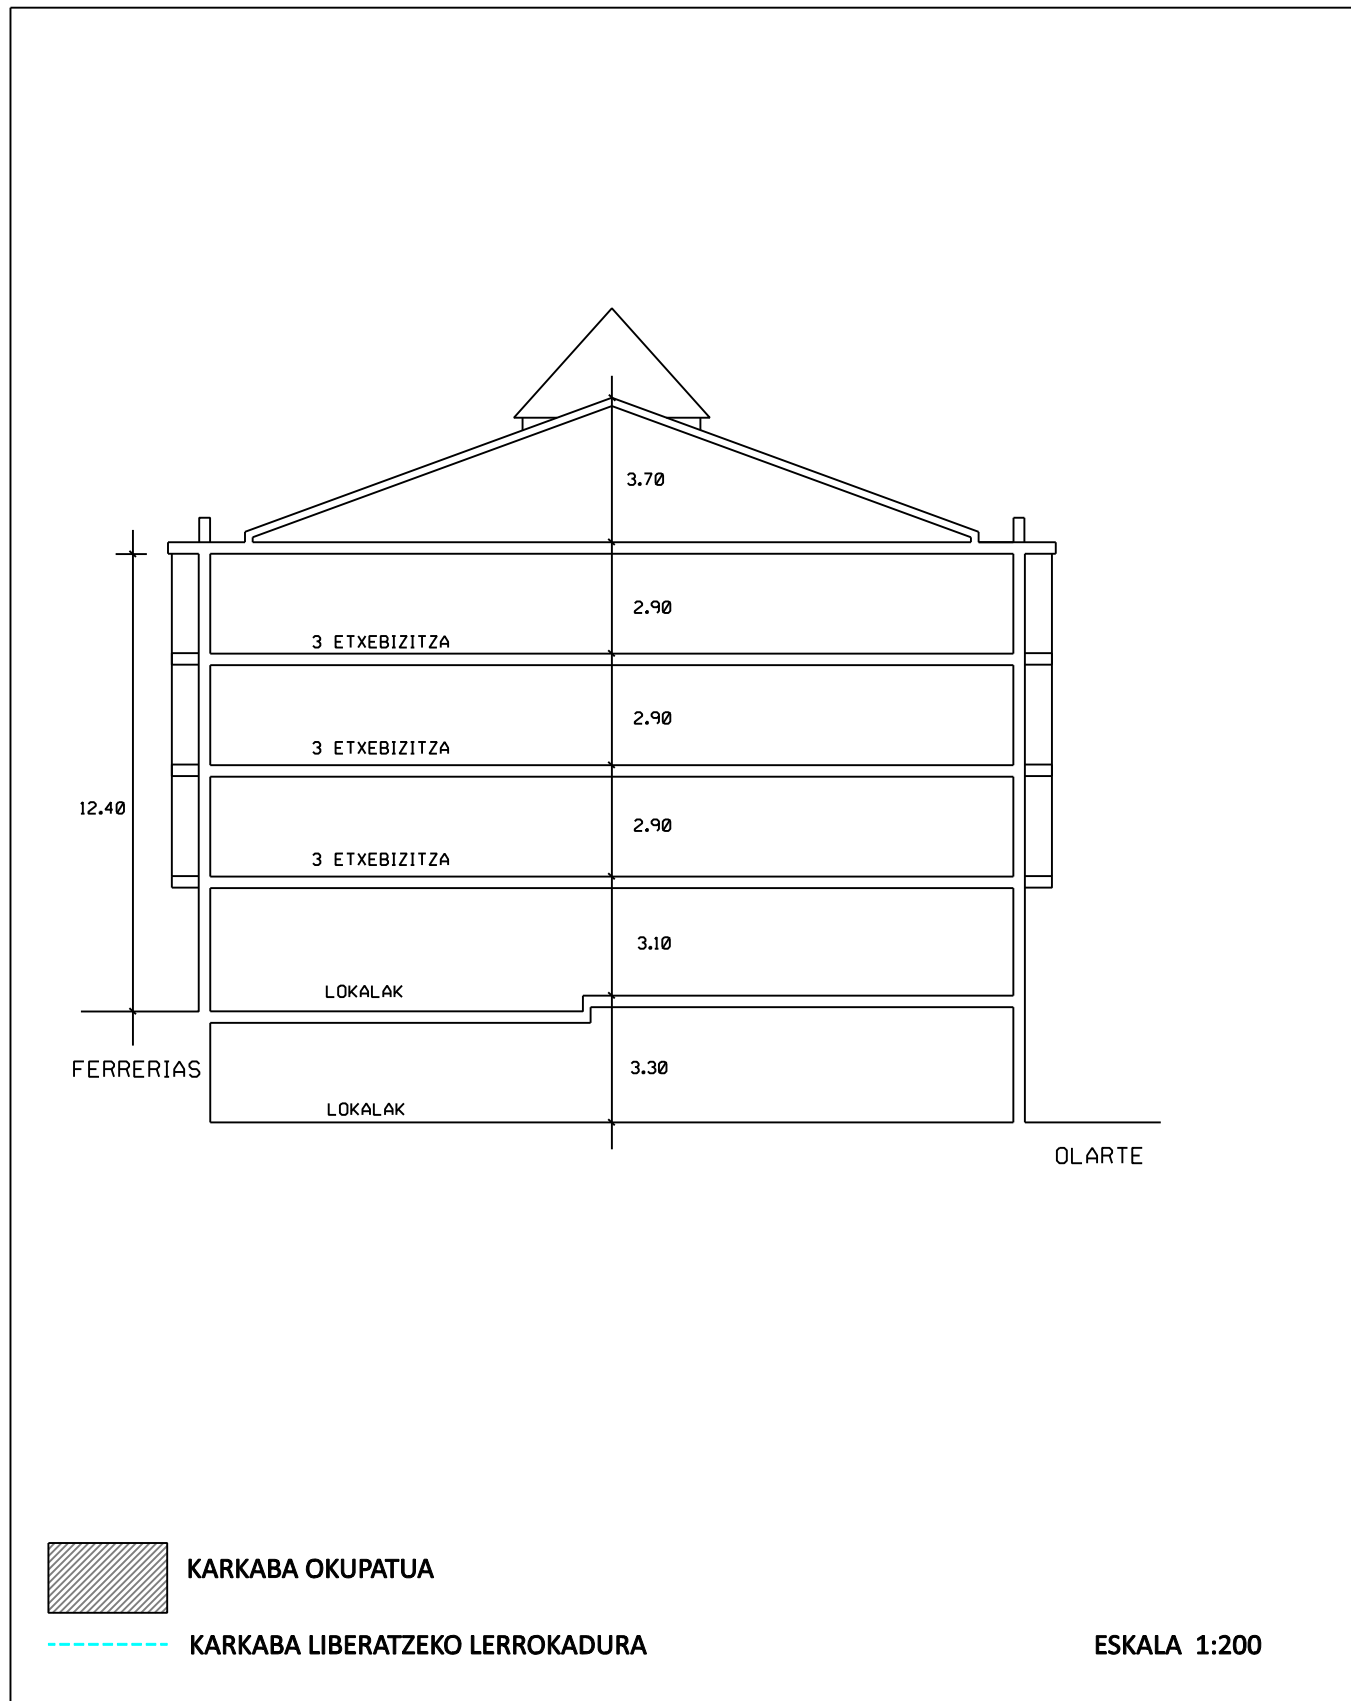 3.70
2.90
3 ETXEBIZITZA
2.90
3 ETXEBIZITZA
12.40
2.90
3 ETXEBIZITZA
3.10
LOKALAK
FERRERIAS
3.30
LOKALAK
OLARTE
KARKABA OKUPATUA
KARKABA LIBERATZEKO LERROKADURA
ESKALA 1:200